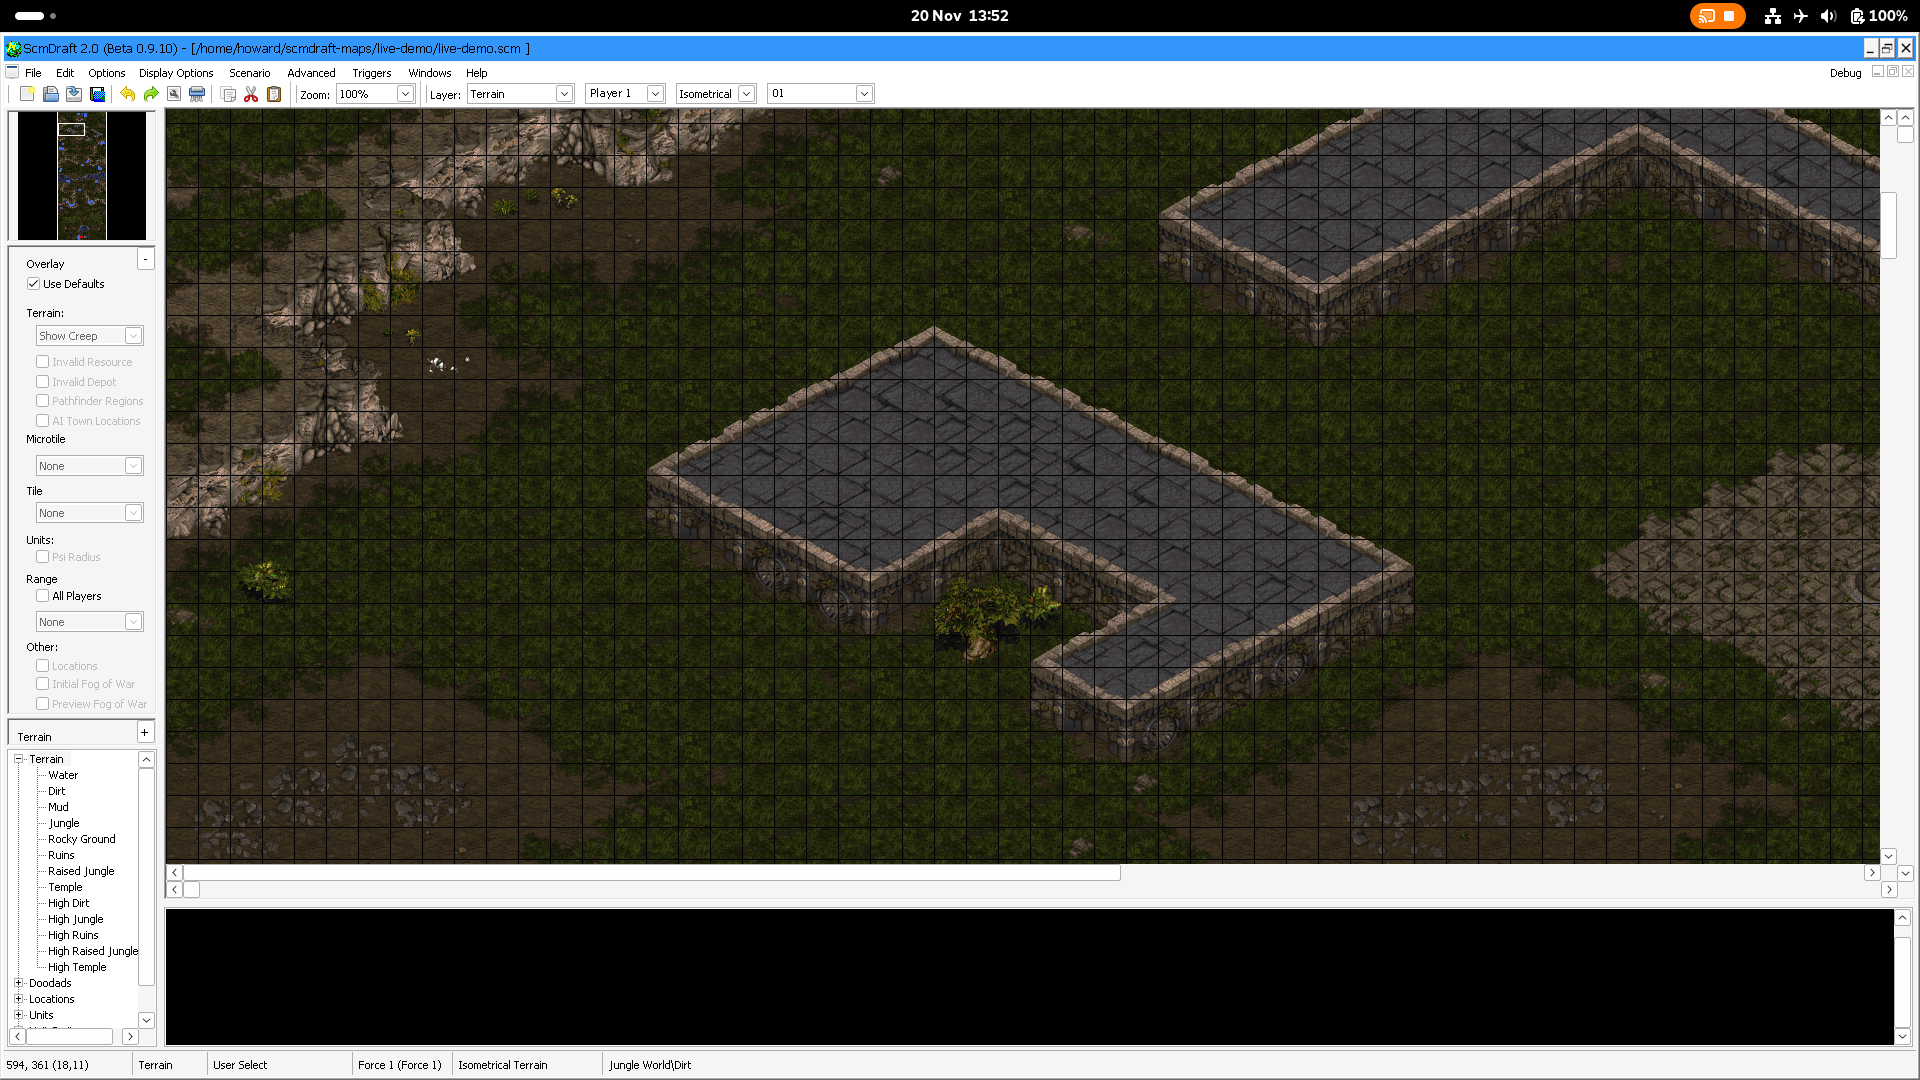 20 Nov 13:52
100%
ScmDraft 2.0 (Beta 0.9.10) - [/home/howard/scmdraft-maps/live-demo/live-demo.scm ]
File Edit Options Display Options Scenario Advanced Triggers Windows Help Debug
Zoom: 100% Layer: Terrain Player 1 Isometrical 01
Overlay
-
Use Defaults
Terrain:
Show Creep
Invalid Resource
Invalid Depot
Pathfinder Regions
AI Town Locations
Microtile
None
Tile
None
Units:
Psi Radius
Range
All Players
None
Other:
Locations
Initial Fog of War
Preview Fog of War
Terrain +
Terrain
Water
Dirt
Mud
Jungle
Rocky Ground
Ruins
Raised Jungle
Temple
High Dirt
High Jungle
High Ruins
High Raised Jungle
High Temple
Doodads
Locations
Units
594, 361 (18,11) Terrain User Select Force 1 (Force 1) Isometrical Terrain Jungle World\Dirt